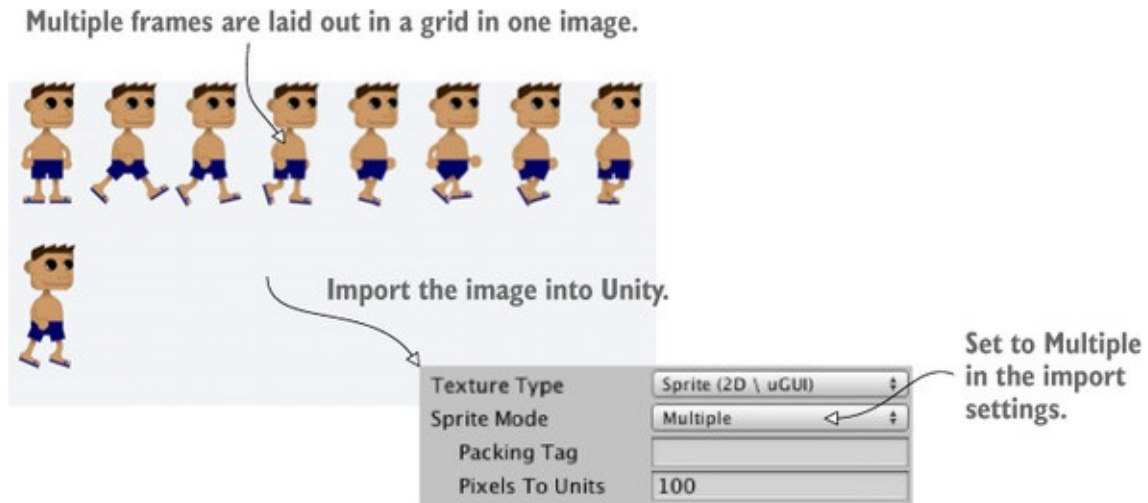 Multiple frames are laid out in a grid in one image.
Import the image into Unity.
Set to Multiple
in the import
settings.
Texture Type Sprite (2D \ uGUI)
Sprite Mode Multiple
Packing Tag
Pixels To Units 100